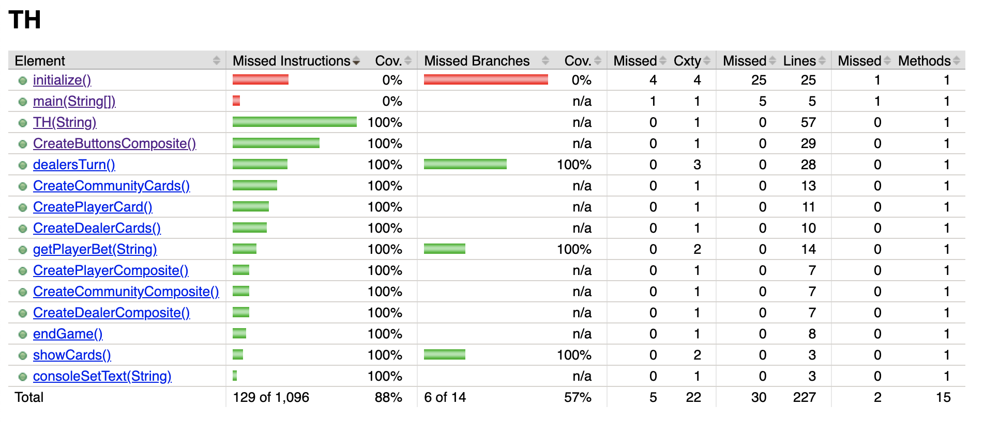 TH
Element Missed Instructions Cov. Missed Branches Cov. Missed Cxty Missed Lines Missed Methods
initialize() 0% 0% 4 4 25 25 1 1
main(String[]) 0% n/a 1 1 5 5 1 1
TH(String) 100% n/a 0 1 0 57 0 1
CreateButtonsComposite() 100% n/a 0 1 0 29 0 1
dealersTurn() 100% 100% 0 3 0 28 0 1
CreateCommunityCards() 100% n/a 0 1 0 13 0 1
CreatePlayerCard() 100% n/a 0 1 0 11 0 1
CreateDealerCards() 100% n/a 0 1 0 10 0 1
getPlayerBet(String) 100% 100% 0 2 0 14 0 1
CreatePlayerComposite() 100% n/a 0 1 0 7 0 1
CreateCommunityComposite() 100% n/a 0 1 0 7 0 1
CreateDealerComposite() 100% n/a 0 1 0 7 0 1
endGame() 100% n/a 0 1 0 8 0 1
showCards() 100% 100% 0 2 0 3 0 1
consoleSetText(String) 100% n/a 0 1 0 3 0 1
Total 129 of 1,096 88% 6 of 14 57% 5 22 30 227 2 15